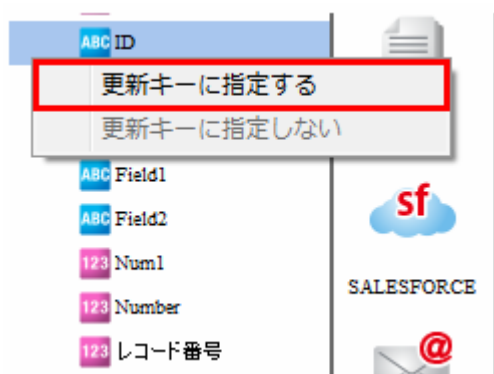 ABC ID
更新キーに指定する
更新キーに指定しない
ABC Field1
ABC Field2
sf
123 Num1
SALESFORCE
123 Number
@
123 レコード番号